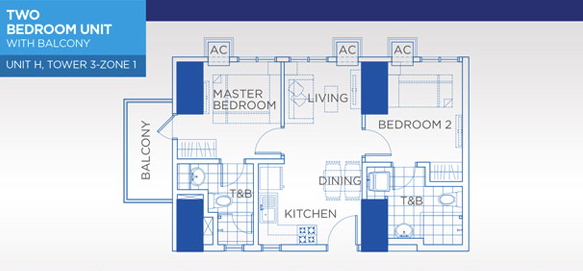 TWO
BEDROOM UNIT
WITH BALCONY
UNIT H, TOWER 3-ZONE 1
AC
AC
AC
MASTER
BEDROOM
LIVING
BEDROOM 2
BALCONY
DINING
T&B
T&B
KITCHEN